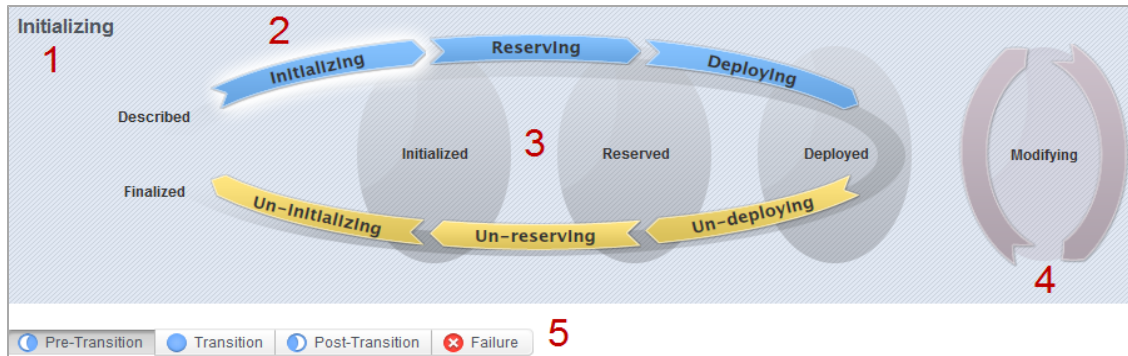 Initializing
1
2
Initializing
Reserving
Deploying
Described
3
Initialized
Reserved
Deployed
Modifying
Finalized
Un-initializing
Un-reserving
Un-deploying
4
Pre-Transition
Transition
Post-Transition
Failure
5